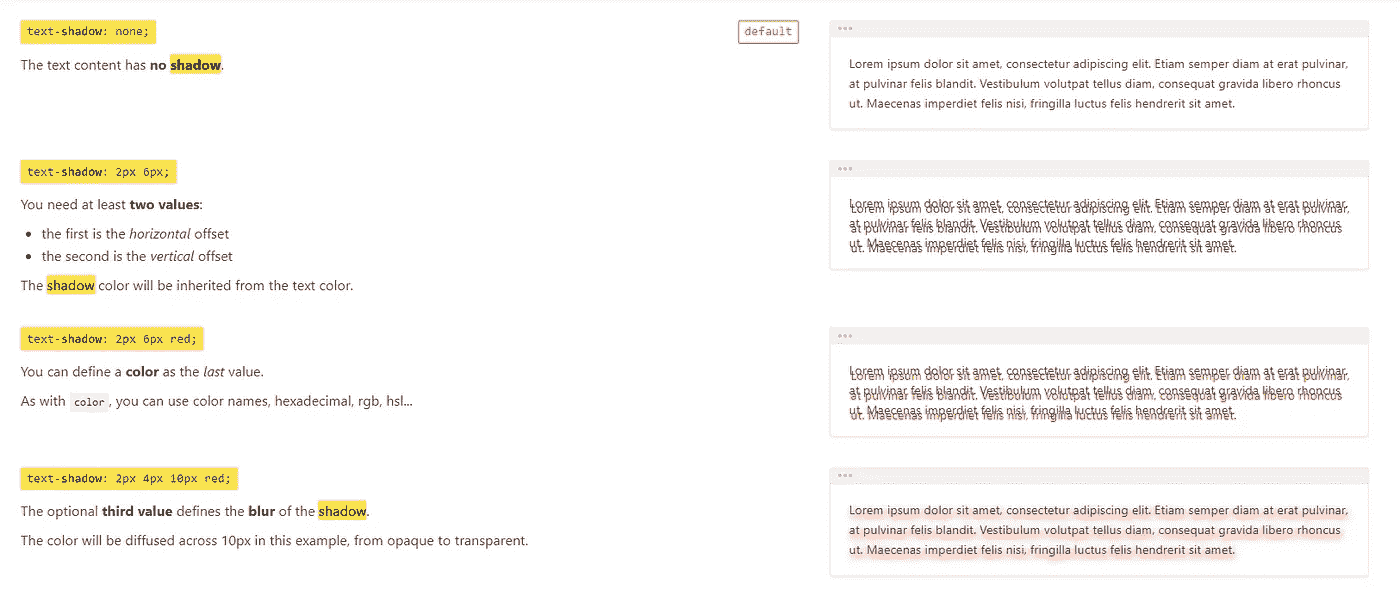 text-shadow: none;
default
The text content has no shadow.
Lorem ipsum dolor sit amet, consectetur adipiscing elit. Etiam semper diam at erat pulvinar,
at pulvinar felis blandit. Vestibulum volutpat tellus diam, consequat gravida libero rhoncus
ut. Maecenas imperdiet felis nisi, fringilla luctus felis hendrerit sit amet.
text-shadow: 2px 6px;
You need at least two values:
the first is the horizontal offset
the second is the vertical offset
The shadow color will be inherited from the text color.
Lorem ipsum dolor sit amet, consectetur adipiscing elit. Etiam semper diam at erat pulvinar,
at pulvinar felis blandit. Vestibulum volutpat tellus diam, consequat gravida libero rhoncus
ut. Maecenas imperdiet felis nisi, fringilla luctus felis hendrerit sit amet.
text-shadow: 2px 6px red;
You can define a color as the last value.
As with color, you can use color names, hexadecimal, rgb, hsl...
Lorem ipsum dolor sit amet, consectetur adipiscing elit. Etiam semper diam at erat pulvinar,
at pulvinar felis blandit. Vestibulum volutpat tellus diam, consequat gravida libero rhoncus
ut. Maecenas imperdiet felis nisi, fringilla luctus felis hendrerit sit amet.
text-shadow: 2px 4px 10px red;
The optional third value defines the blur of the shadow.
The color will be diffused across 10px in this example, from opaque to transparent.
Lorem ipsum dolor sit amet, consectetur adipiscing elit. Etiam semper diam at erat pulvinar,
at pulvinar felis blandit. Vestibulum volutpat tellus diam, consequat gravida libero rhoncus
ut. Maecenas imperdiet felis nisi, fringilla luctus felis hendrerit sit amet.